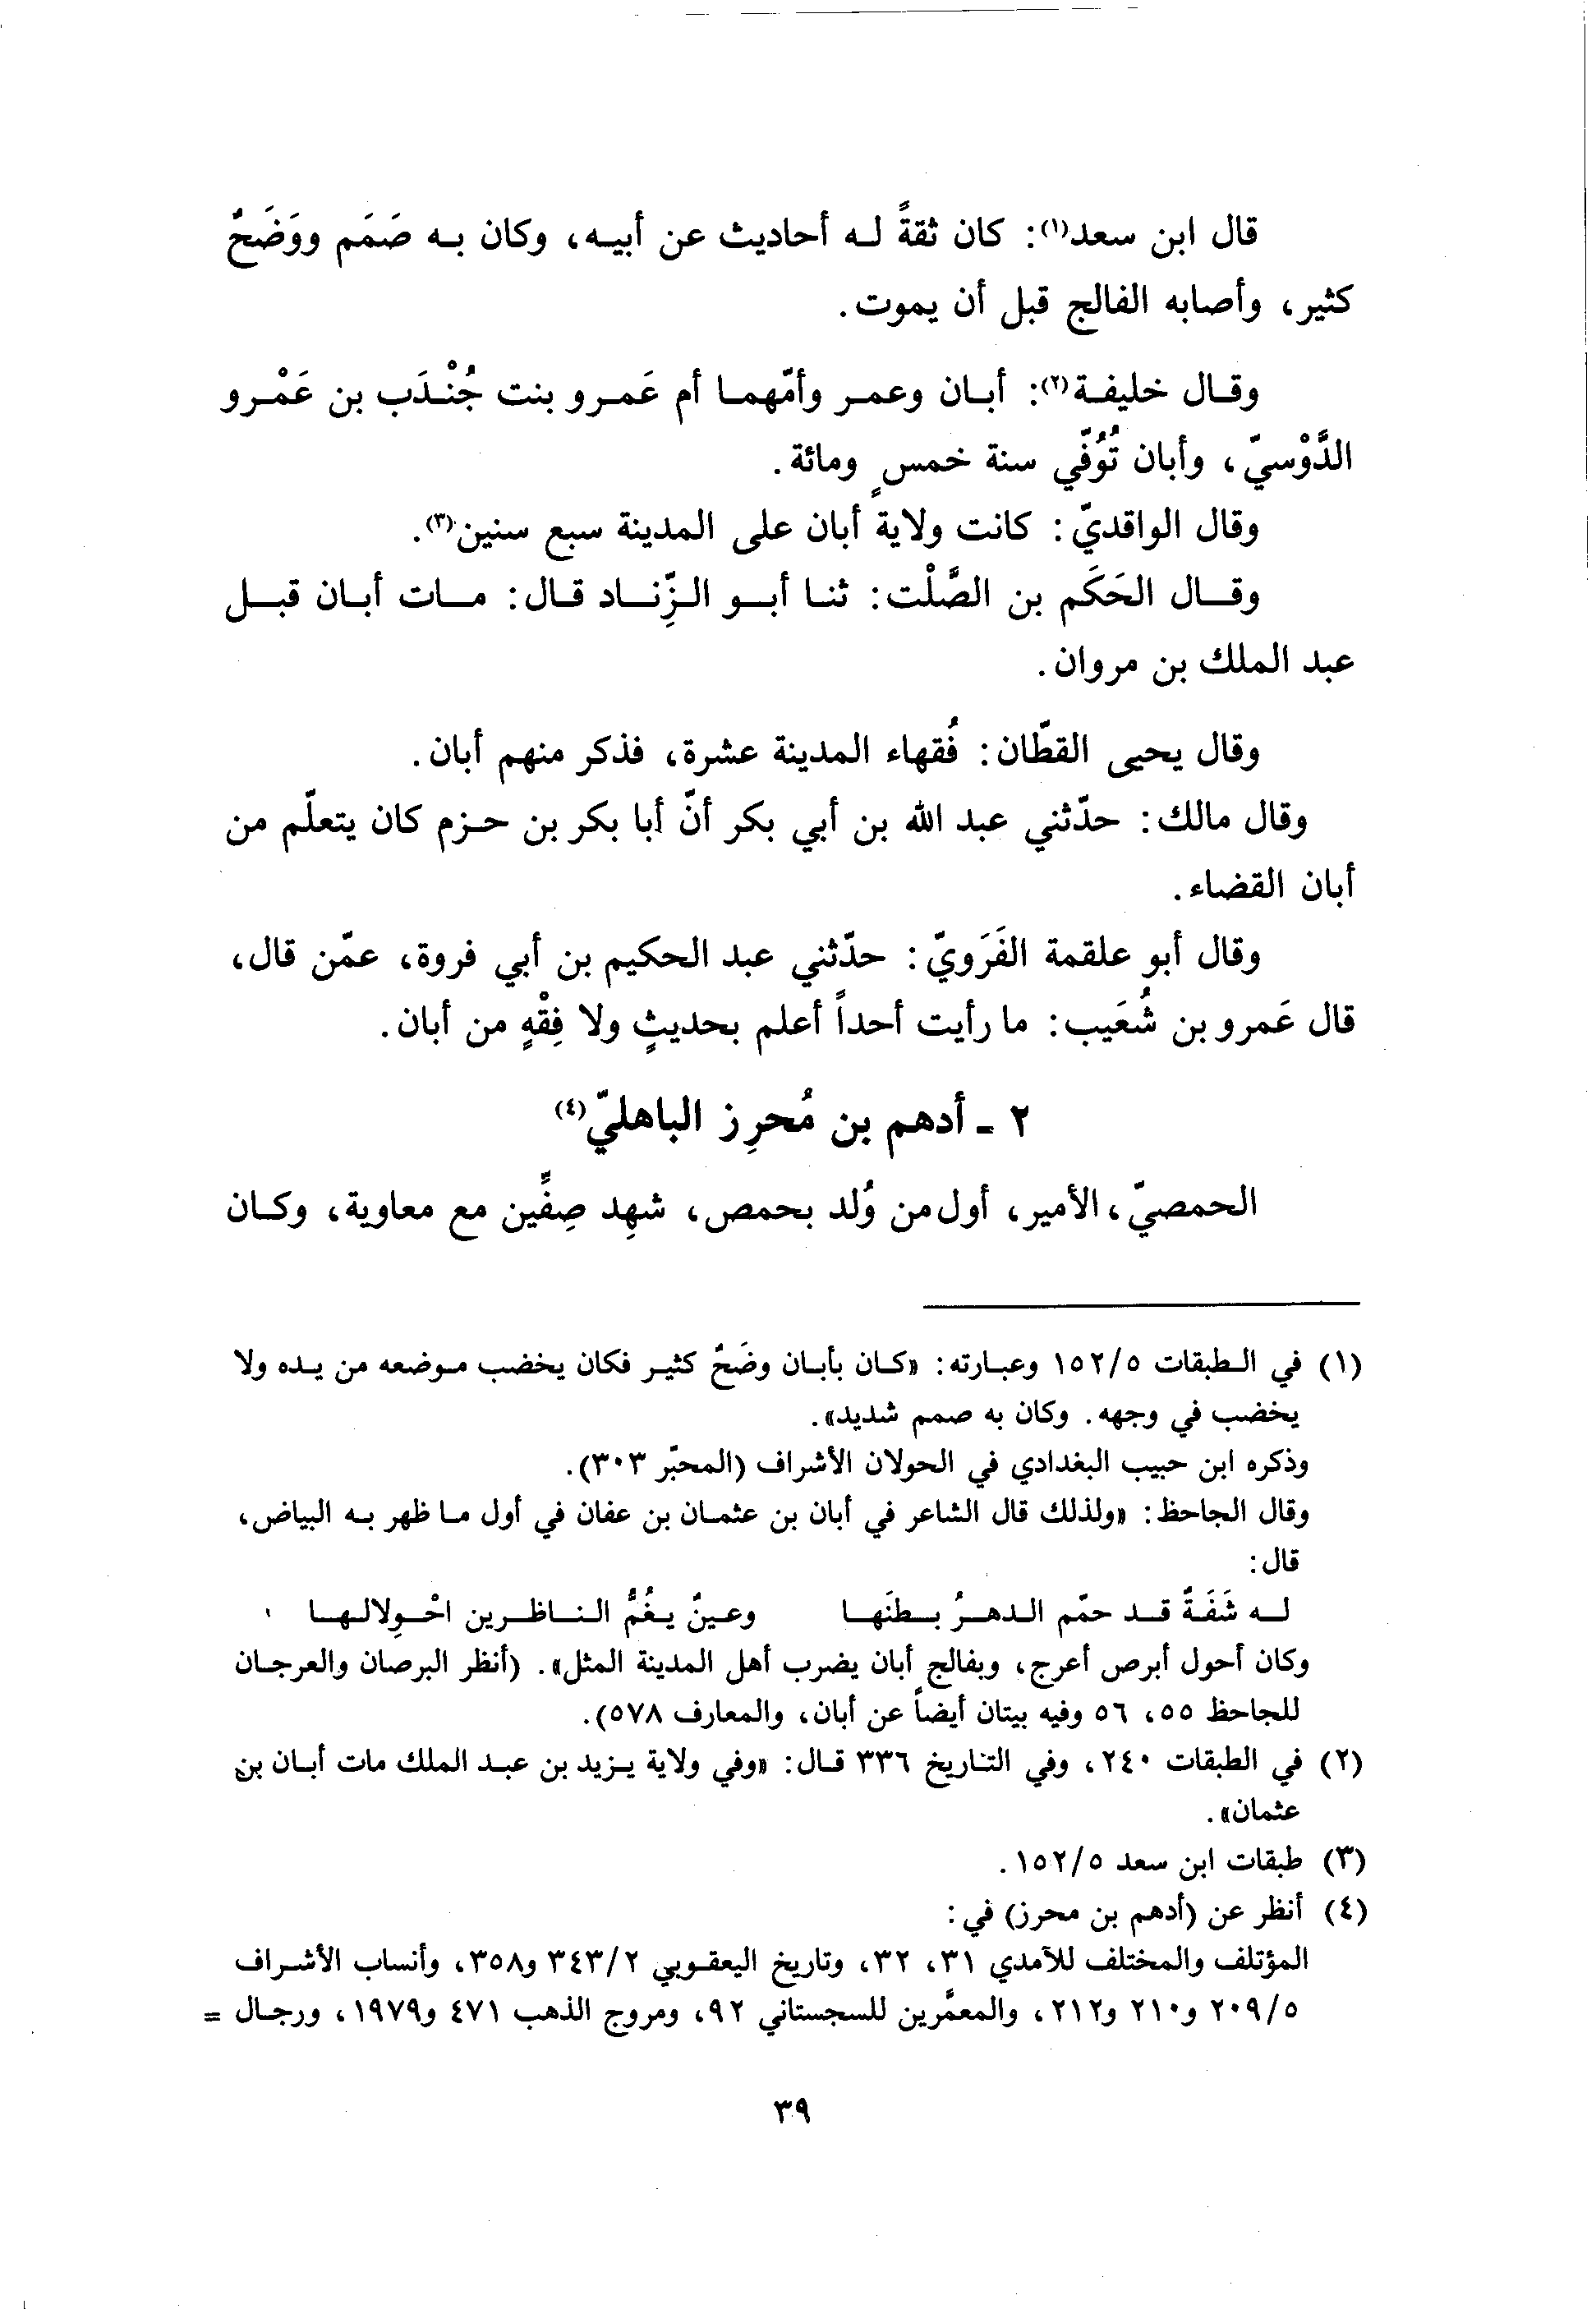 قال ابن سعد(١): كان ثقةً له أحاديث عن أبيه، وكان به صَمَم ووَضَحٌ
كثير، وأصابه الفالج قبل أن يموت.
وقال خليفة(٢): أبان وعمر وأمّهما أم عَمرو بنت جُنْدَب بن عَمْرو
الدَّوْسيّ، وأبان تُوُفّي سنة خمسٍ ومائة.
وقال الواقديّ: كانت ولاية أبان على المدينة سبع سنين(٣).
وقال الحَكَم بن الصَّلْت: ثنا أبو الزِّناد قال: مات أبان قبل
عبد الملك بن مروان.
وقال يحيى القطّان: فُقهاء المدينة عشرة، فذكر منهم أبان.
وقال مالك: حدّثني عبد الله بن أبي بكر أنّ أبا بكر بن حزم كان يتعلّم من
أبان القضاء.
وقال أبو علقمة الفَرَويّ: حدّثني عبد الحكيم بن أبي فروة، عمّن قال،
قال عَمرو بن شُعَيب: ما رأيت أحداً أعلم بحديثٍ ولا فِقْهٍ من أبان.
٢ ـ أدهم بن مُحرِز الباهليّ(٤)
الحمصيّ، الأمير، أول من وُلد بحمص، شهِد صِفِّين مع معاوية، وكان
(١) في الطبقات ١٥٢/٥ وعبارته: «كان بأبان وضَحٌ كثير فكان يخضب موضعه من يده ولا
يخضب في وجهه. وكان به صمم شديد».
وذكره ابن حبيب البغدادي في الحولان الأشراف (المحبّر ٣٠٣).
وقال الجاحظ: «ولذلك قال الشاعر في أبان بن عثمان بن عفان في أول ما ظهر به البياض،
قال:
له شَفَةٌ قد حمّم الدهرُ بطنَها وعينٌ يغُمُّ الناظرين احْوِلالها
وكان أحول أبرص أعرج، وبفالج أبان يضرب أهل المدينة المثل». (أنظر البرصان والعرجان
للجاحظ ٥٥، ٥٦ وفيه بيتان أيضاً عن أبان، والمعارف ٥٧٨).
(٢) في الطبقات ٢٤٠، وفي التاريخ ٣٣٦ قال: «وفي ولاية يزيد بن عبد الملك مات أبان بن
عثمان».
(٣) طبقات ابن سعد ١٥٢/٥.
(٤) أنظر عن (أدهم بن محرز) في:
المؤتلف والمختلف للآمدي ٣١، ٣٢، وتاريخ اليعقوبي ٣٤٣/٢ و٣٥٨، وأنساب الأشراف
٢٠٩/٥ و٢١٠ و٢١٢، والمعمَّرين للسجستاني ٩٢، ومروج الذهب ٤٧١ و١٩٧٩، ورجال =
٣٩